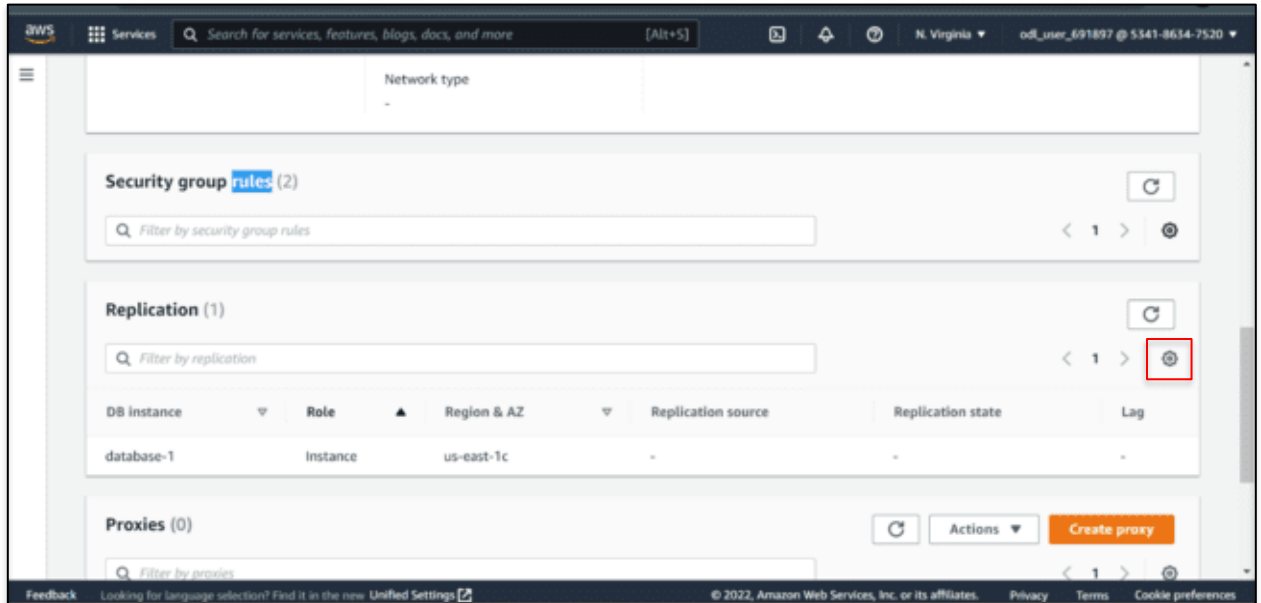 aws Services Search for services, features, blogs, docs, and more [Alt+S] N. Virginia odl_user_691897 @ 5341-8634-7520
Network type
-
Security group rules (2)
Filter by security group rules
1
Replication (1)
Filter by replication
1
DB instance Role Region & AZ Replication source Replication state Lag
database-1 Instance us-east-1c - - -
Proxies (0)
Actions Create proxy
Filter by proxies
1
Feedback Looking for language selection? Find it in the new Unified Settings © 2022, Amazon Web Services, Inc. or its affiliates. Privacy Terms Cookie preferences